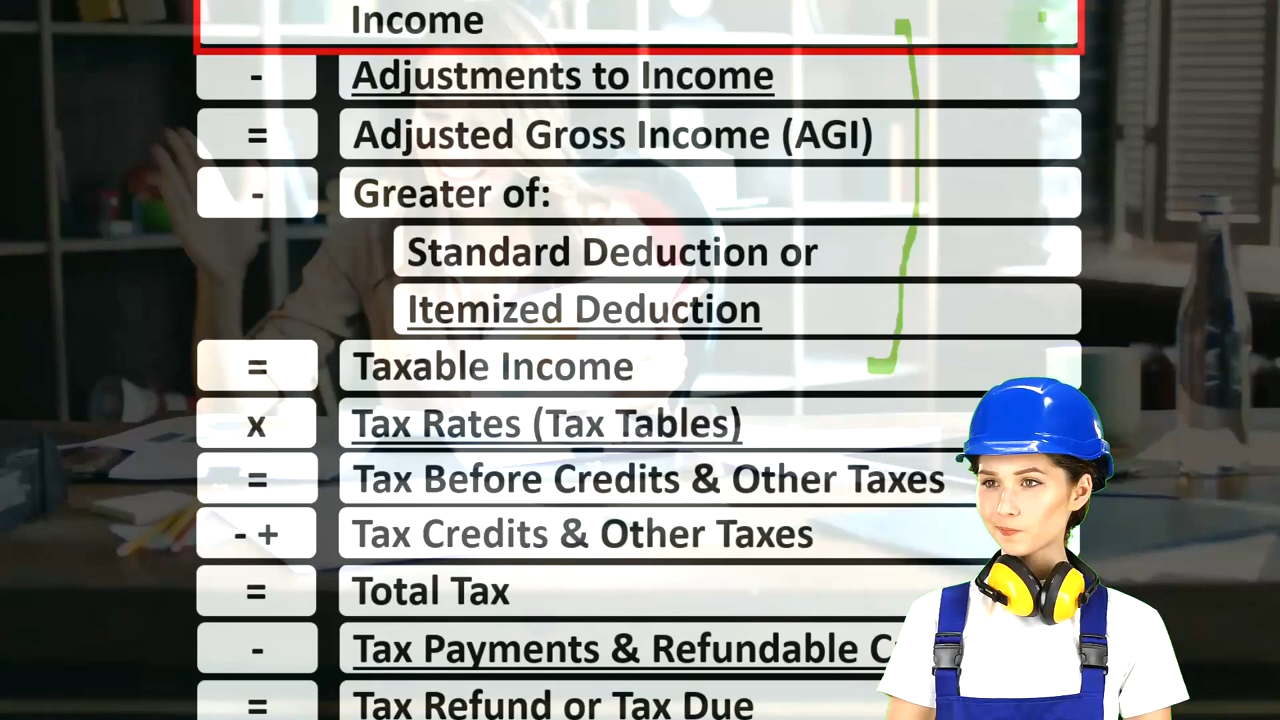 Income
- Adjustments to Income
= Adjusted Gross Income (AGI)
- Greater of:
Standard Deduction or
Itemized Deduction
= Taxable Income
x Tax Rates (Tax Tables)
= Tax Before Credits & Other Taxes
- + Tax Credits & Other Taxes
= Total Tax
- Tax Payments & Refundable
= Tax Refund or Tax Due